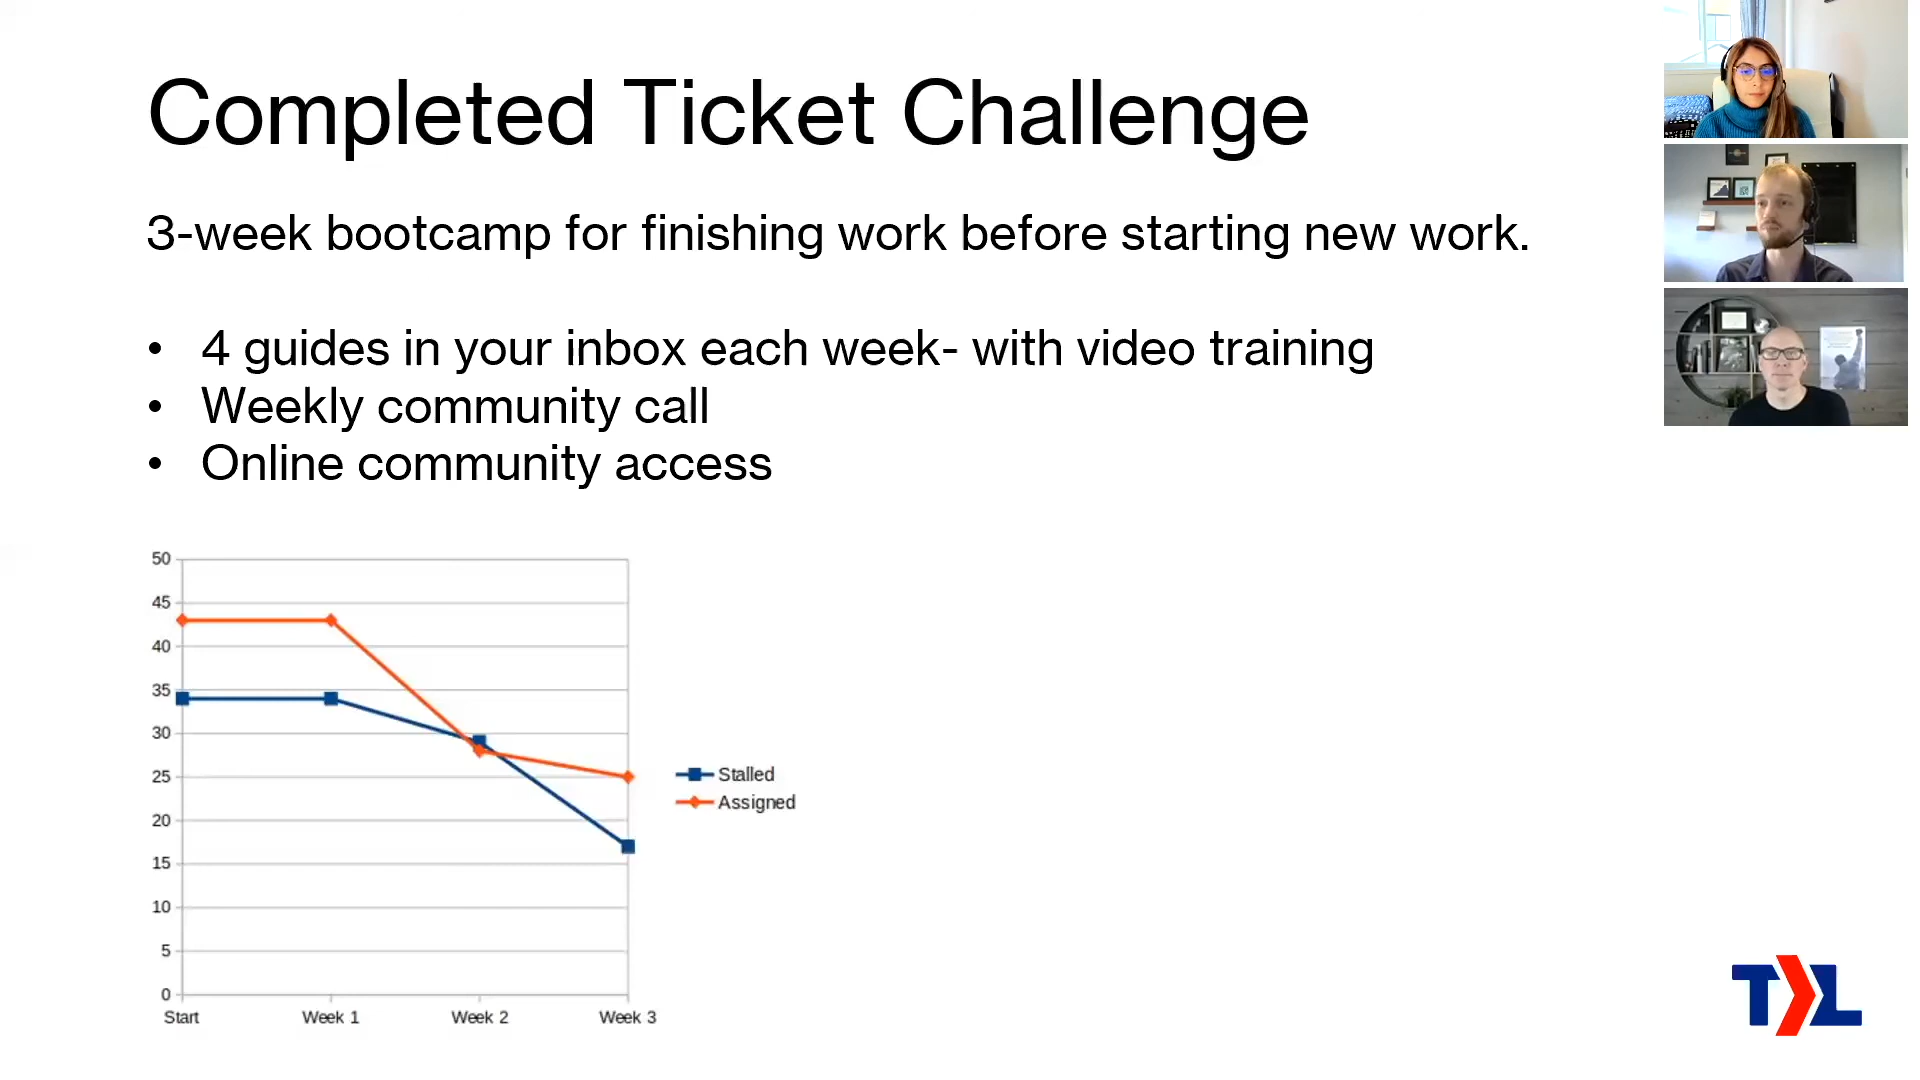 Completed Ticket Challenge
3-week bootcamp for finishing work before starting new work.
• 4 guides in your inbox each week- with video training
• Weekly community call
• Online community access
50
45
40
35
30
25
20
15
10
5
0
Start Week 1 Week 2 Week 3
Stalled
Assigned
TL